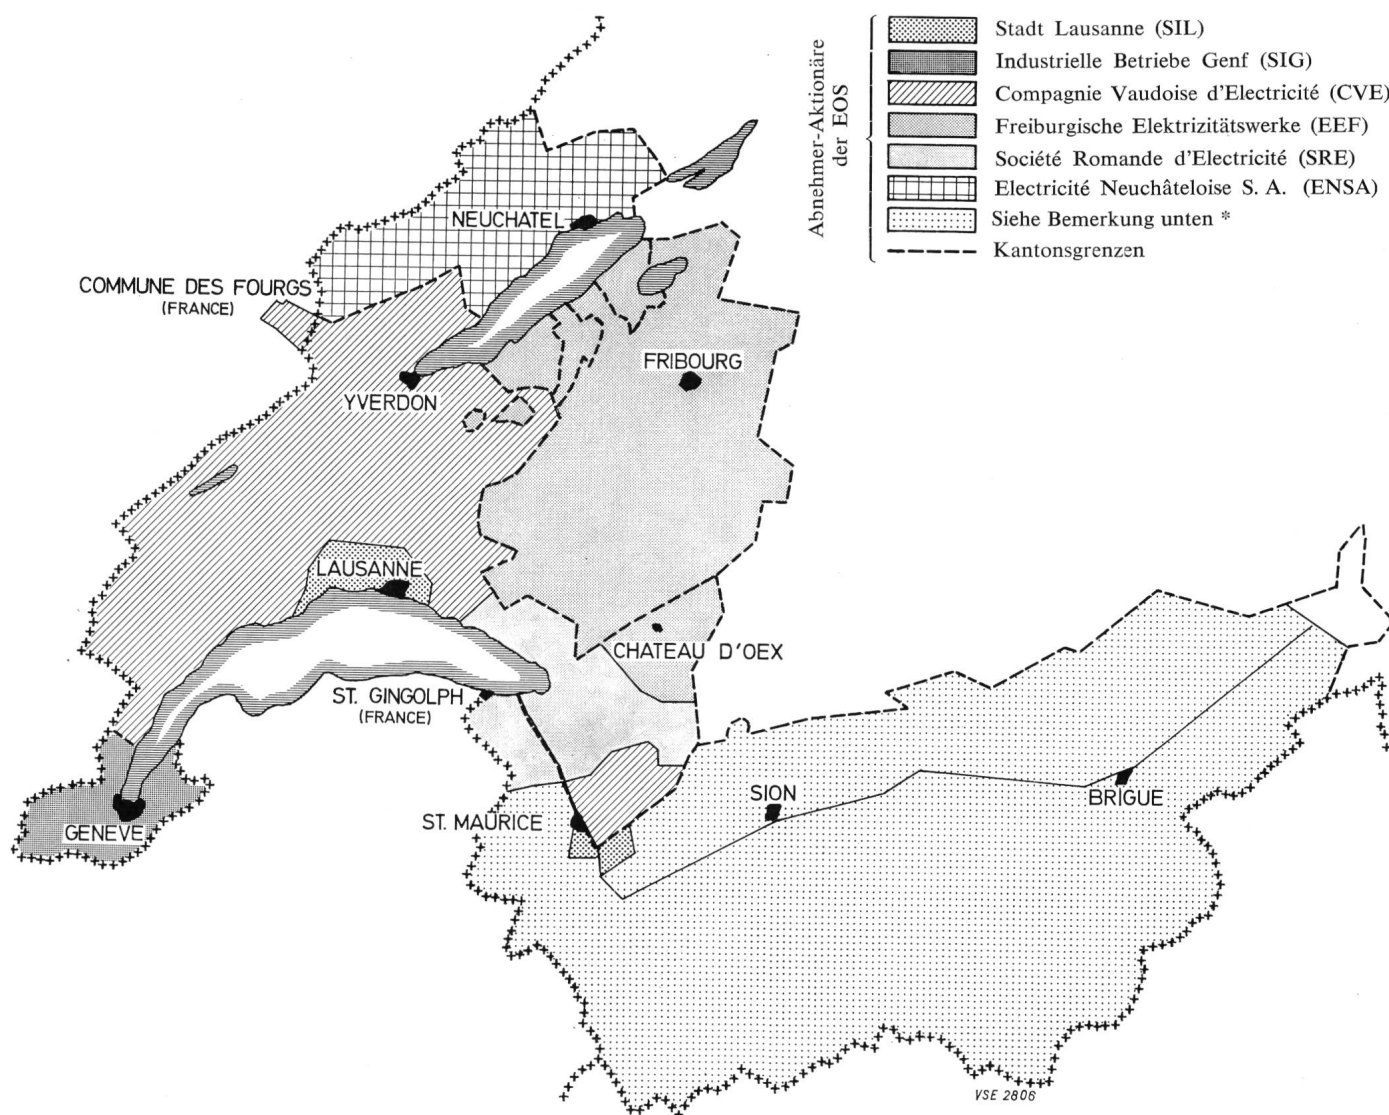 Abnehmer-Aktionäre
der EOS
Stadt Lausanne (SIL)
Industrielle Betriebe Genf (SIG)
Compagnie Vaudoise d'Electricité (CVE)
Freiburgische Elektrizitätswerke (EEF)
Société Romande d'Electricité (SRE)
Electricité Neuchâteloise S. A. (ENSA)
Siehe Bemerkung unten *
Kantonsgrenzen
NEUCHATEL
COMMUNE DES FOURGS
(FRANCE)
FRIBOURG
YVERDON
LAUSANNE
CHATEAU D'OEX
ST. GINGOLPH
(FRANCE)
SION
BRIGUE
ST. MAURICE
GENEVE
VSE 2806